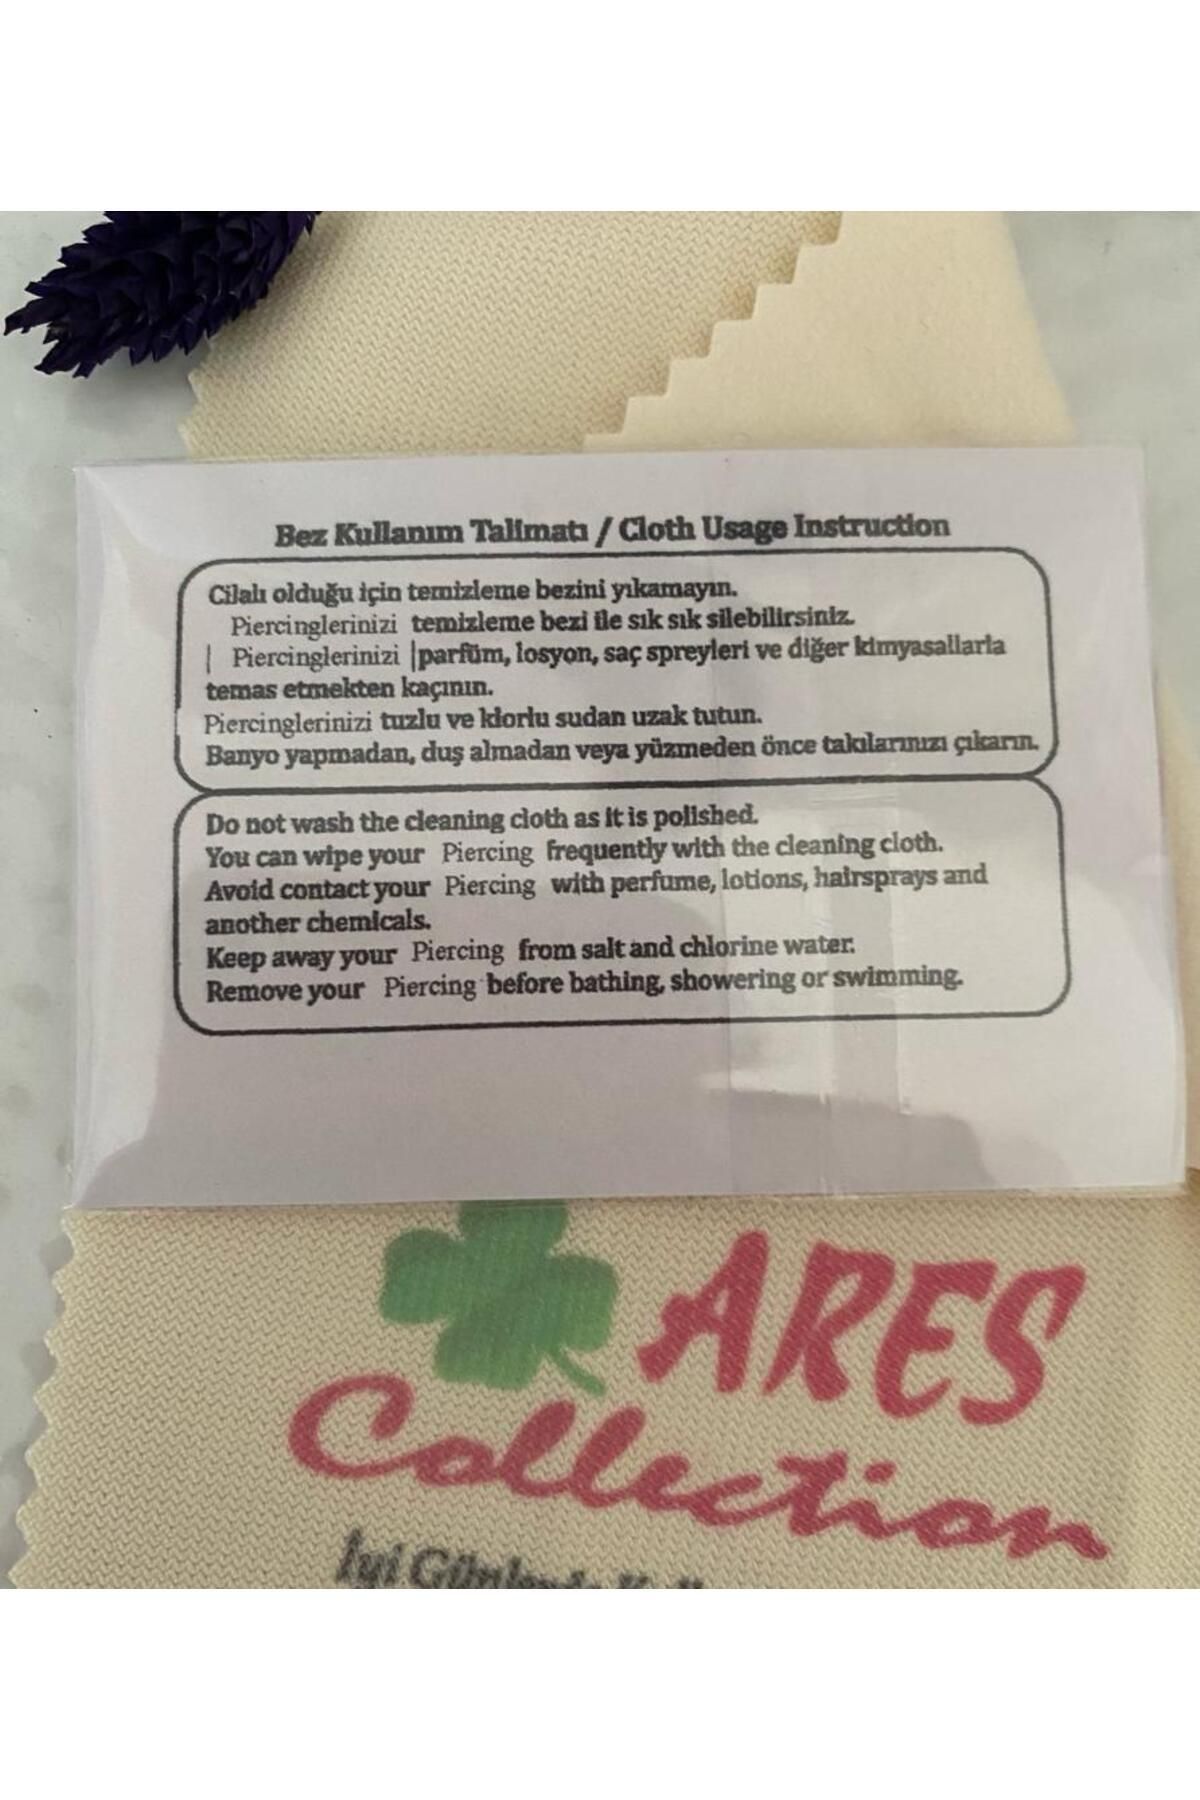 Bez Kullanım Talimatı / Cloth Usage Instruction
Cilalı olduğu için temizleme bezini yıkamayın.
Piercinglerinizi temizleme bezi ile sık sık silebilirsiniz.
| Piercinglerinizi |parfüm, losyon, saç spreyleri ve diğer kimyasallarla
temas etmekten kaçının.
Piercinglerinizi tuzlu ve klorlu sudan uzak tutun.
Banyo yapmadan, duş almadan veya yüzmeden önce takılarınızı çıkarın.
Do not wash the cleaning cloth as it is polished.
You can wipe your Piercing frequently with the cleaning cloth.
Avoid contact your Piercing with perfume, lotions, hairsprays and
another chemicals.
Keep away your Piercing from salt and chlorine water.
Remove your Piercing before bathing, showering or swimming.
ARES
Collection
İyi Günlerde